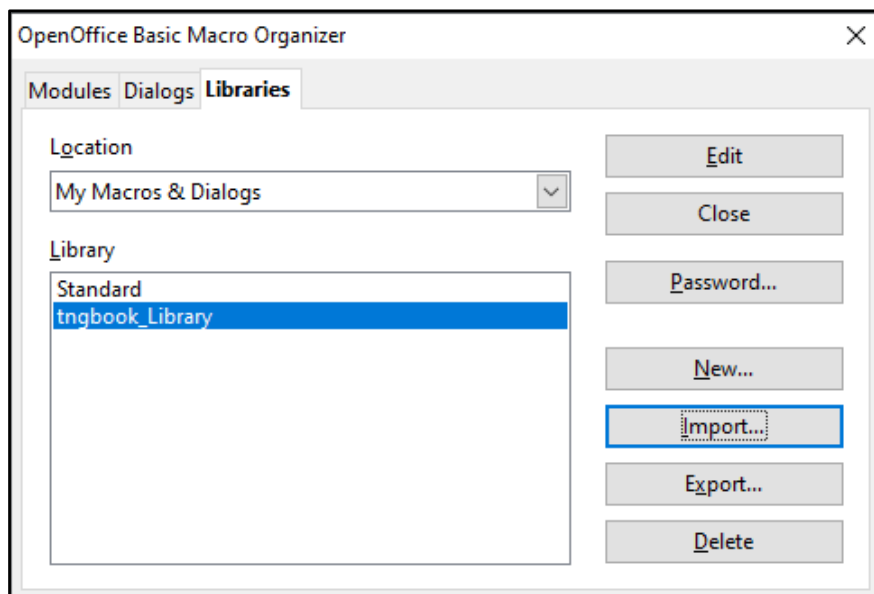 OpenOffice Basic Macro Organizer
Modules Dialogs Libraries
Location
My Macros & Dialogs
Library
Standard
tngbook_Library
Edit
Close
Password...
New...
Import...
Export...
Delete